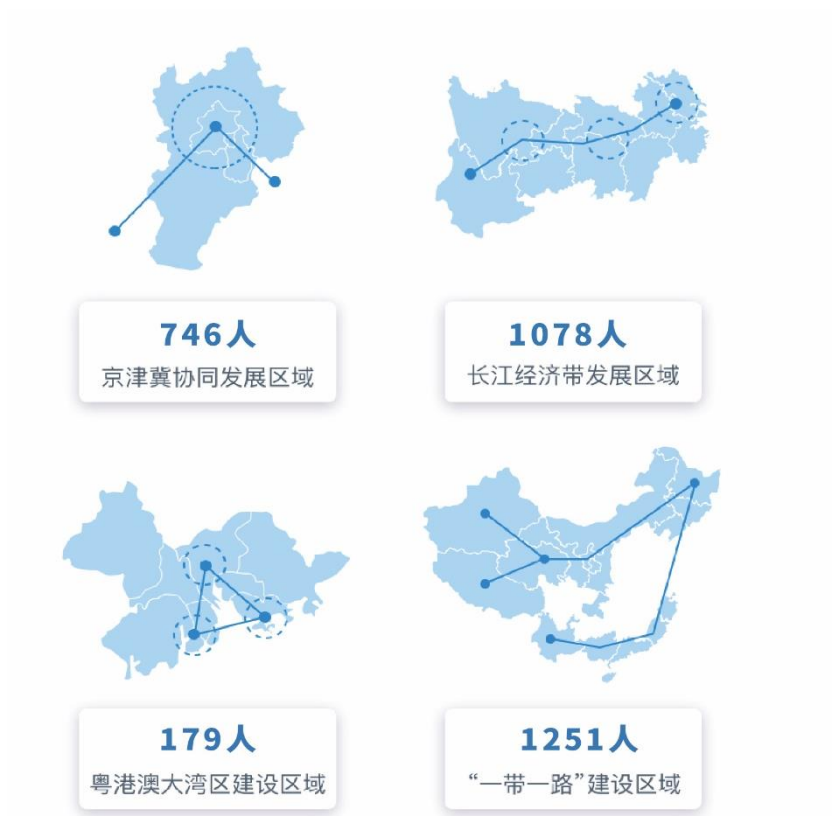 746人
京津冀协同发展区域
1078人
长江经济带发展区域
179人
粤港澳大湾区建设区域
1251人
“一带一路”建设区域